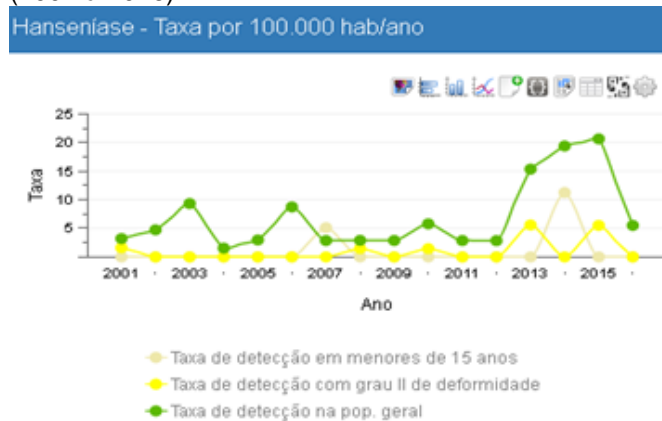 Hanseníase - Taxa por 100.000 hab/ano
25
20
15
10
5
Taxa
2001 · 2003 · 2005 · 2007 · 2009 · 2011 · 2013 · 2015 ·
Ano
Taxa de detecção em menores de 15 anos
Taxa de detecção com grau II de deformidade
Taxa de detecção na pop. geral